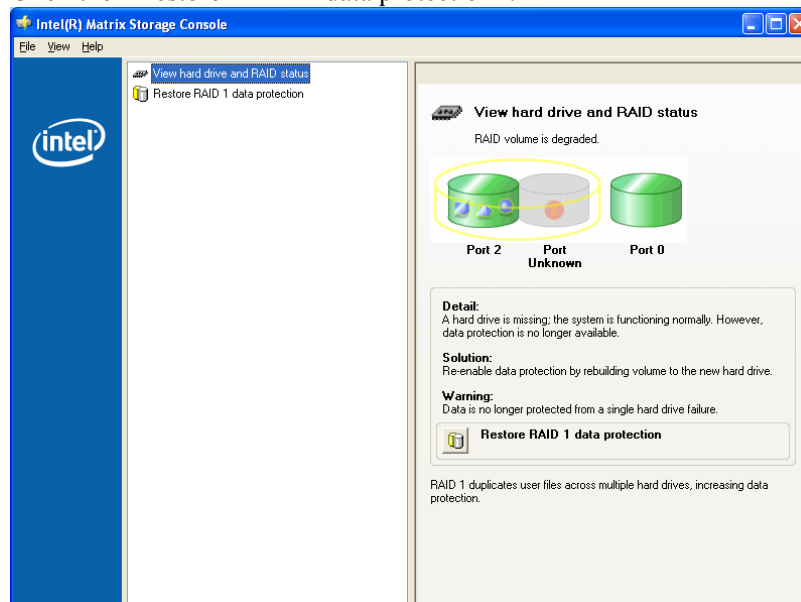 Intel(R) Matrix Storage Console
File View Help
View hard drive and RAID status
Restore RAID 1 data protection
intel
View hard drive and RAID status
RAID volume is degraded.
Port 2 Port Unknown Port 0
Detail:
A hard drive is missing; the system is functioning normally. However,
data protection is no longer available.
Solution:
Re-enable data protection by rebuilding volume to the new hard drive.
Warning:
Data is no longer protected from a single hard drive failure.
Restore RAID 1 data protection
RAID 1 duplicates user files across multiple hard drives, increasing data
protection.